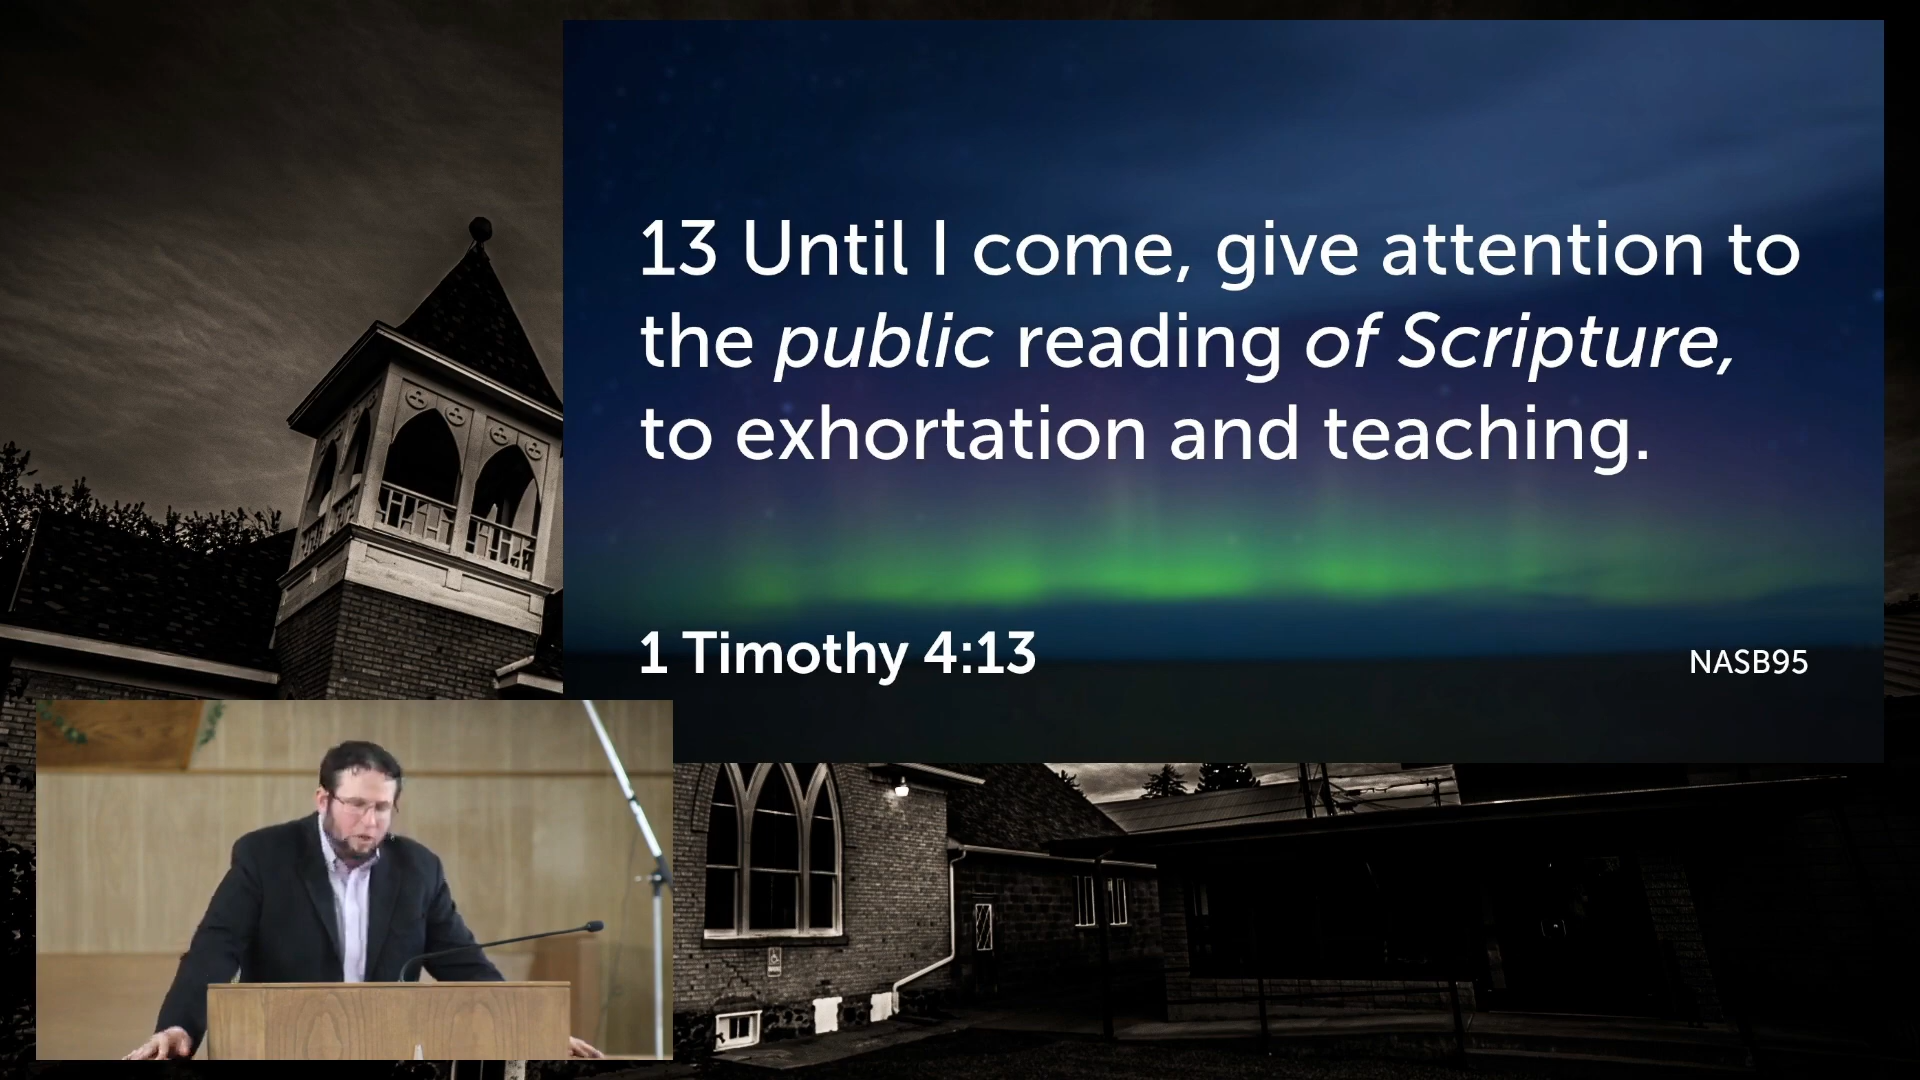 13 Until I come, give attention to
the public reading of Scripture,
to exhortation and teaching.
1 Timothy 4:13
NASB95